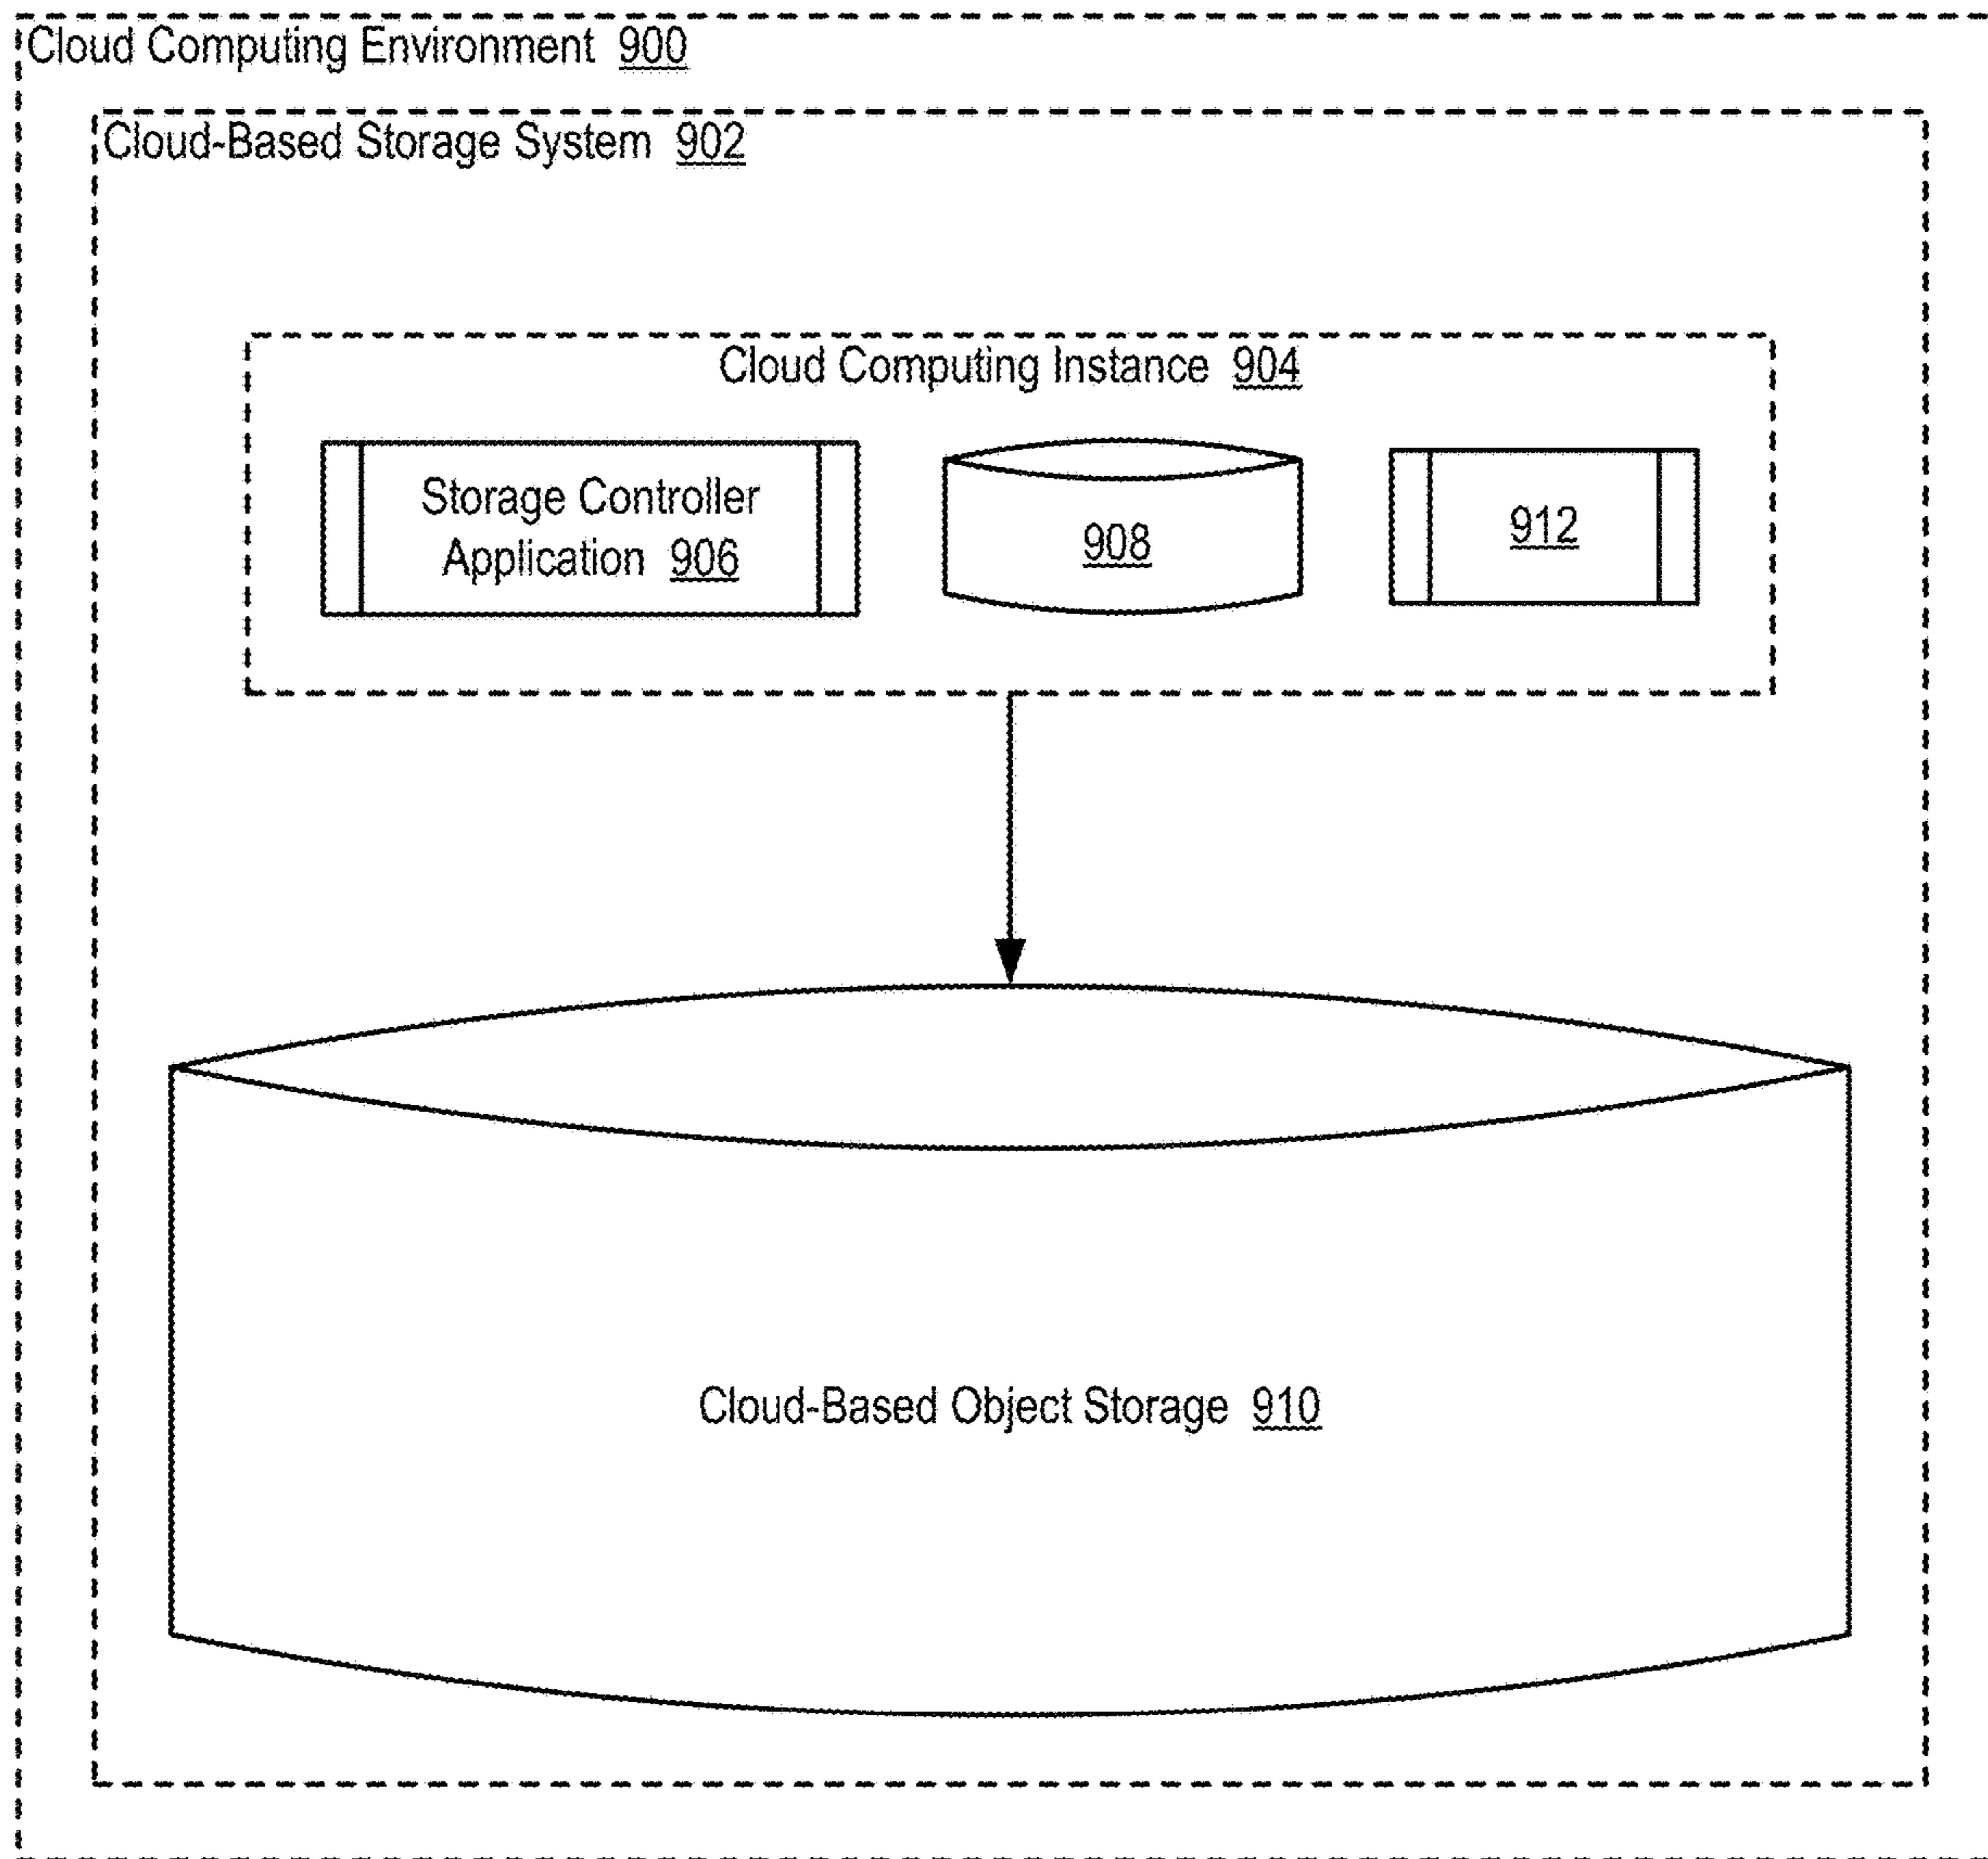 Cloud Computing Environment 900
Cloud-Based Storage System 902
Cloud Computing Instance 904
Storage Controller
Application 906
908
912
Cloud-Based Object Storage 910